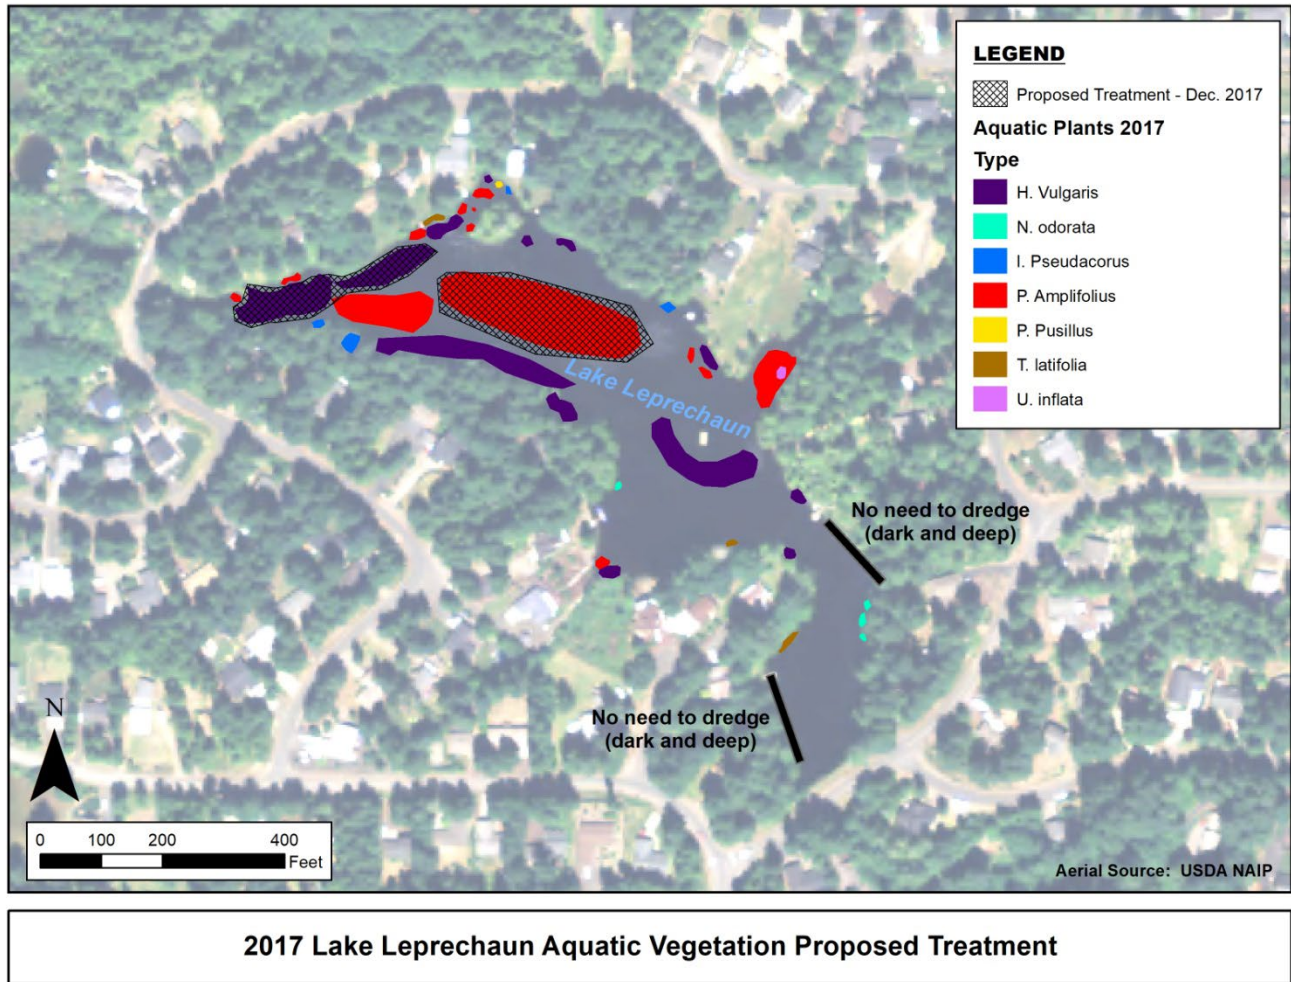 LEGEND
Proposed Treatment - Dec. 2017
Aquatic Plants 2017
Type
H. Vulgaris
N. odorata
I. Pseudacorus
P. Amplifolius
P. Pusillus
T. latifolia
U. inflata
Lake Leprechaun
No need to dredge
(dark and deep)
No need to dredge
(dark and deep)
N
0 100 200 400
Feet
Aerial Source: USDA NAIP
2017 Lake Leprechaun Aquatic Vegetation Proposed Treatment